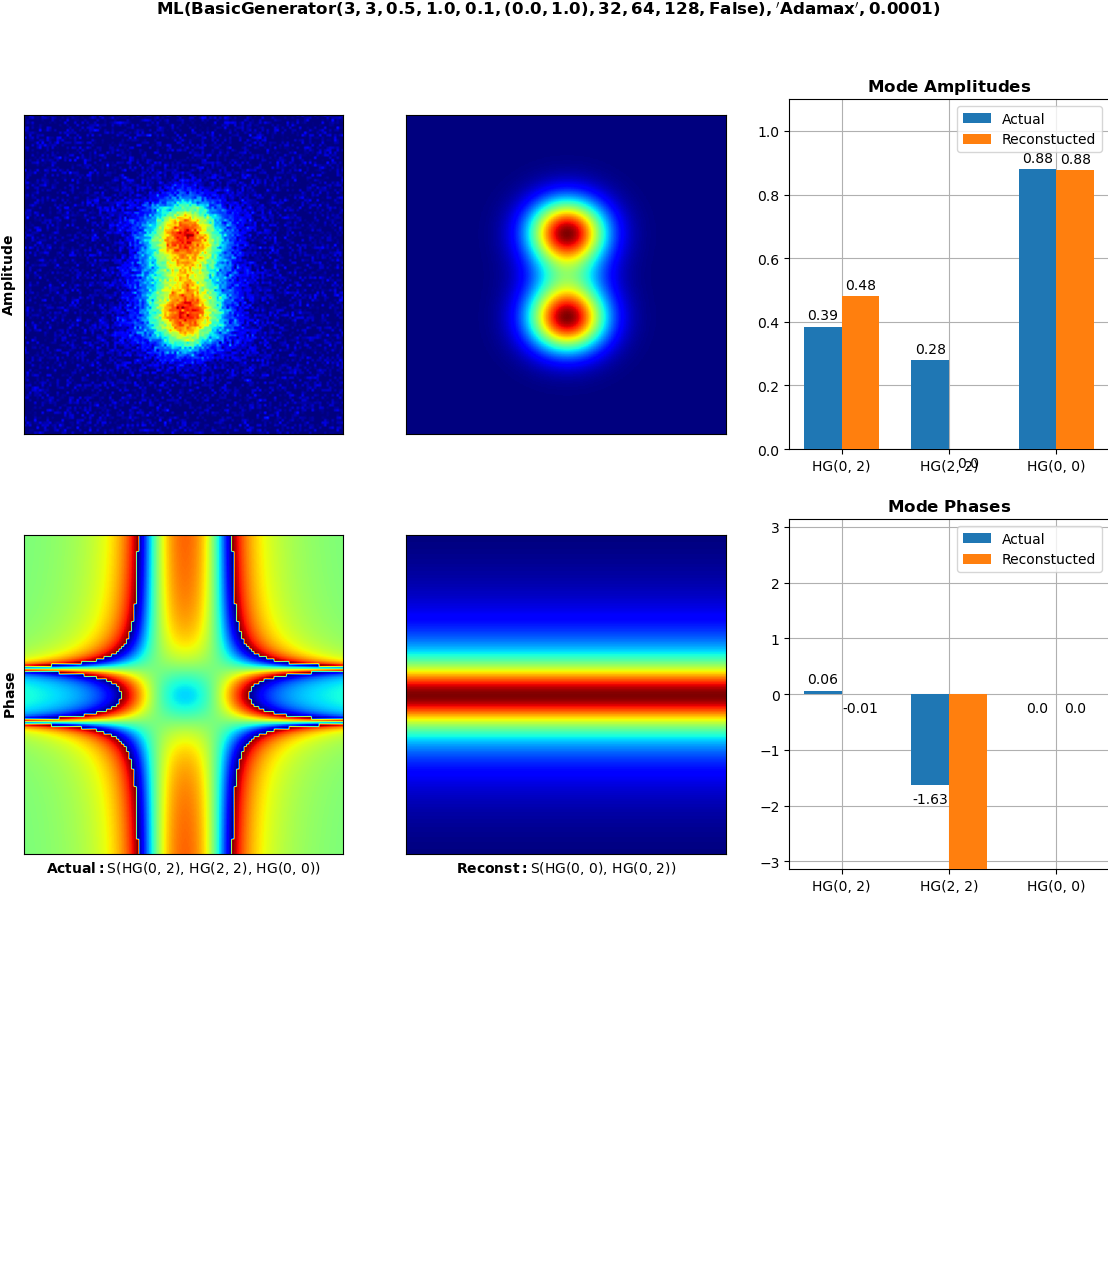 ML(BasicGenerator(3, 3, 0.5, 1.0, 0.1, (0.0, 1.0), 32, 64, 128, False), ′Adamax′, 0.0001)
Amplitude
Mode Amplitudes
Actual
Reconstucted
1.0
0.8
0.6
0.4
0.2
0.0
0.39
0.48
0.28
0.0
0.88
0.88
HG(0, 2)
HG(2, 2)
HG(0, 0)
Phase
Actual: S(HG(0, 2), HG(2, 2), HG(0, 0))
Reconst: S(HG(0, 0), HG(0, 2))
Mode Phases
Actual
Reconstucted
3
2
1
0
−1
−2
−3
0.06
-0.01
-1.63
0.0
0.0
HG(0, 2)
HG(2, 2)
HG(0, 0)